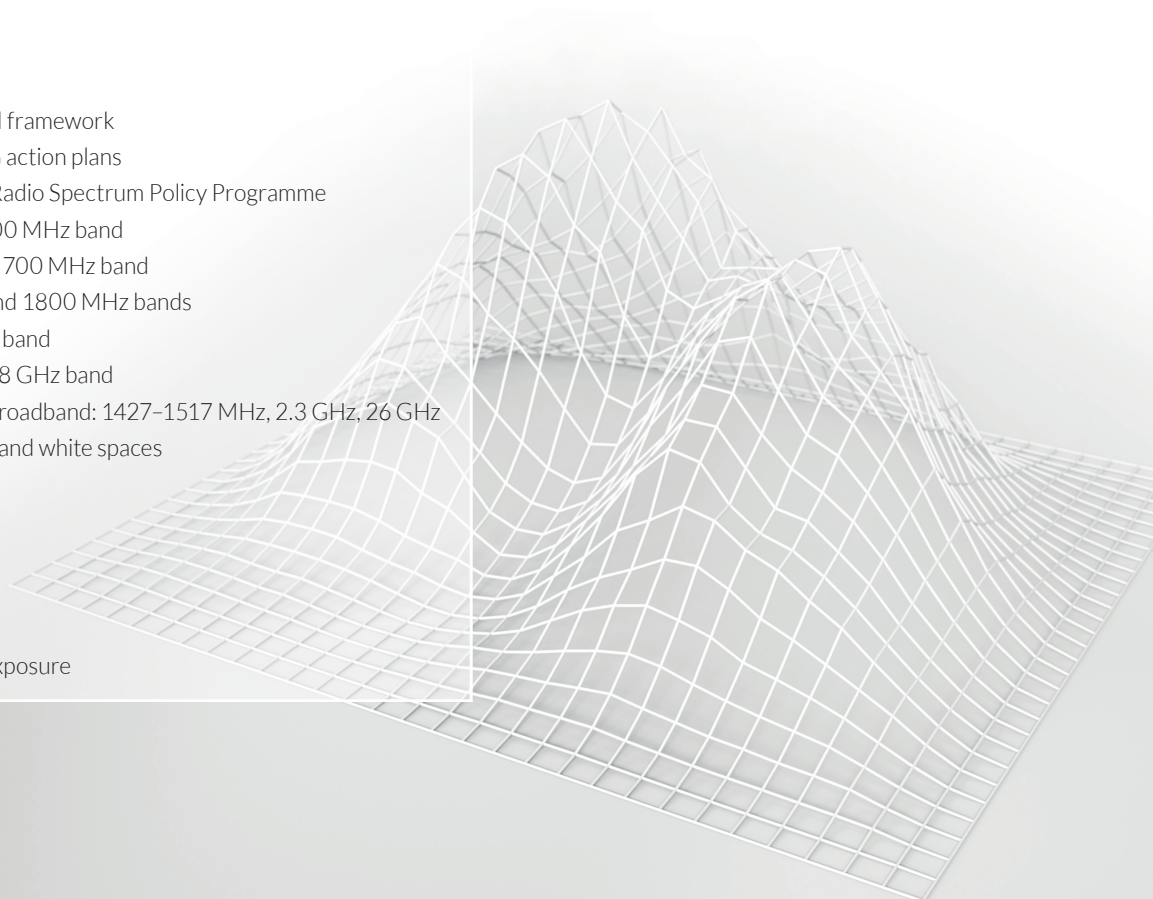 framework
action plans
Radio Spectrum Policy Programme
00 MHz band
700 MHz band
nd 1800 MHz bands
band
8 GHz band
roadband: 1427–1517 MHz, 2.3 GHz, 26 GHz
and white spaces
xposure